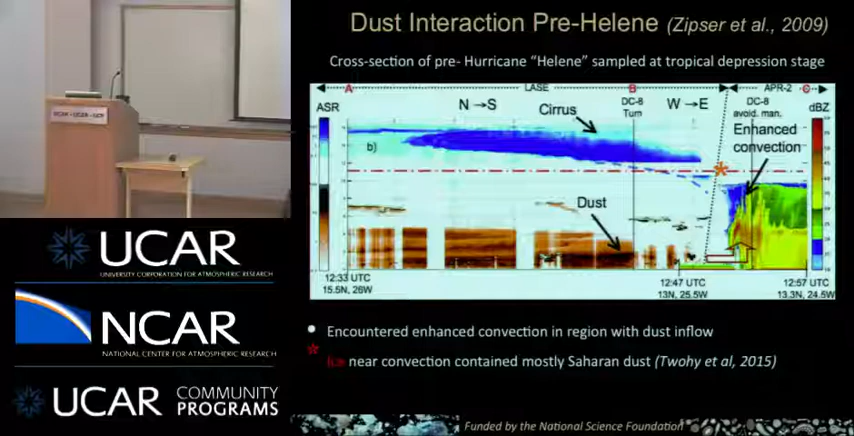 Dust Interaction Pre-Helene (Zipser et al., 2009)
Cross-section of pre- Hurricane "Helene" sampled at tropical depression stage
A LASE B APR-2 C
ASR N→S Cirrus DC-8 Turn W→E DC-8 avoid. man. dBZ
b) Enhanced convection
Dust
12:33 UTC 12:47 UTC 12:57 UTC
15.5N, 26W 13N, 25.5W 13.3N, 24.5W
Encountered enhanced convection in region with dust inflow
* Ice near convection contained mostly Saharan dust (Twohy et al, 2015)
Funded by the National Science Foundation
UCAR
UNIVERSITY CORPORATION FOR ATMOSPHERIC RESEARCH
NCAR
NATIONAL CENTER FOR ATMOSPHERIC RESEARCH
UCAR COMMUNITY PROGRAMS